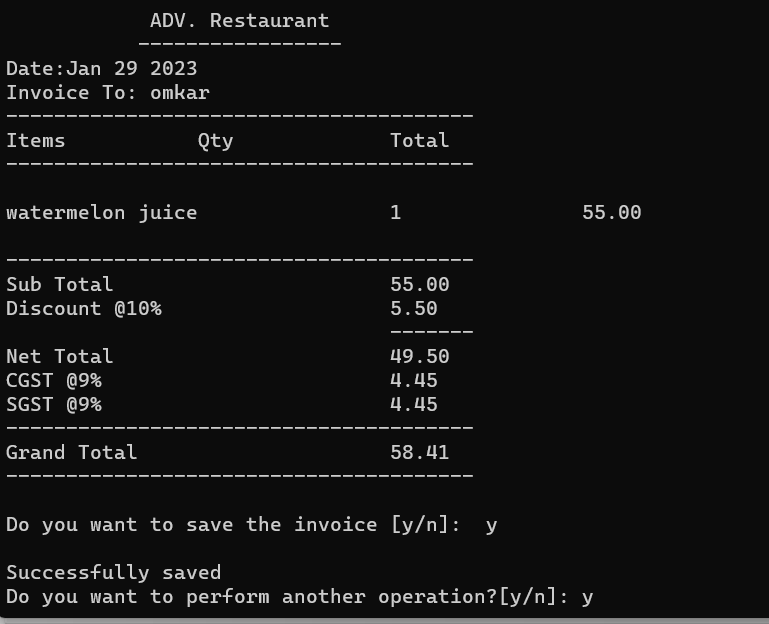 ADV. Restaurant
-----------------
Date:Jan 29 2023
Invoice To: omkar
---------------------------------------
Items Qty Total
---------------------------------------
watermelon juice 1 55.00
---------------------------------------
Sub Total 55.00
Discount @10% 5.50
-------
Net Total 49.50
CGST @9% 4.45
SGST @9% 4.45
---------------------------------------
Grand Total 58.41
---------------------------------------
Do you want to save the invoice [y/n]: y
Successfully saved
Do you want to perform another operation?[y/n]: y